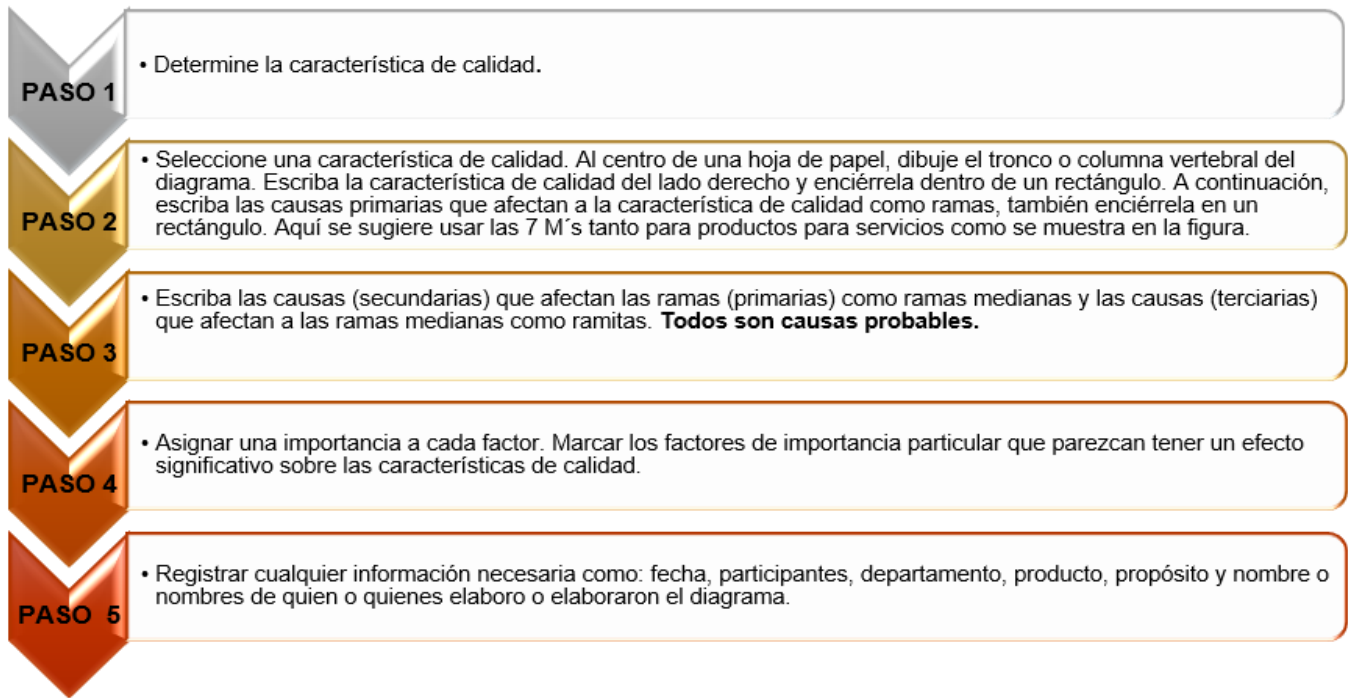 PASO 1
• Determine la característica de calidad.
PASO 2
• Seleccione una característica de calidad. Al centro de una hoja de papel, dibuje el tronco o columna vertebral del
diagrama. Escriba la característica de calidad del lado derecho y enciérrela dentro de un rectángulo. A continuación,
escriba las causas primarias que afectan a la característica de calidad como ramas, también enciérrela en un
rectángulo. Aquí se sugiere usar las 7 M´s tanto para productos para servicios como se muestra en la figura.
PASO 3
• Escriba las causas (secundarias) que afectan las ramas (primarias) como ramas medianas y las causas (terciarias)
que afectan a las ramas medianas como ramitas. Todos son causas probables.
PASO 4
• Asignar una importancia a cada factor. Marcar los factores de importancia particular que parezcan tener un efecto
significativo sobre las características de calidad.
PASO 5
• Registrar cualquier información necesaria como: fecha, participantes, departamento, producto, propósito y nombre o
nombres de quien o quienes elaboro o elaboraron el diagrama.